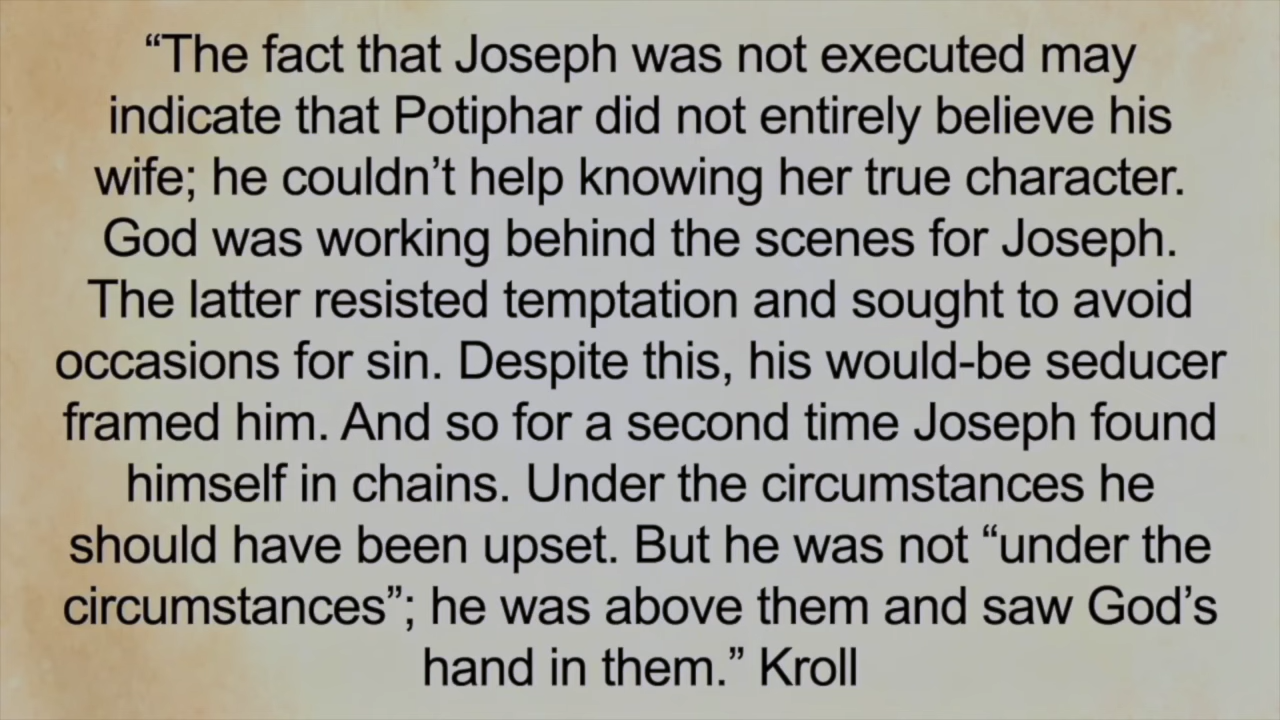 “The fact that Joseph was not executed may
indicate that Potiphar did not entirely believe his
wife; he couldn’t help knowing her true character.
God was working behind the scenes for Joseph.
The latter resisted temptation and sought to avoid
occasions for sin. Despite this, his would-be seducer
framed him. And so for a second time Joseph found
himself in chains. Under the circumstances he
should have been upset. But he was not “under the
circumstances”; he was above them and saw God’s
hand in them.” Kroll